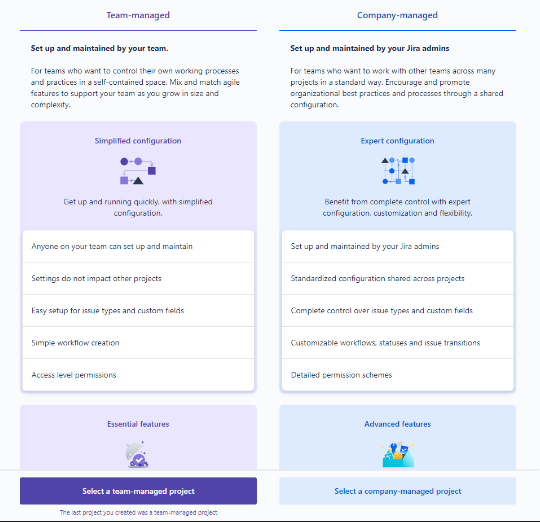 Team-managed
Set up and maintained by your team.
For teams who want to control their own working processes
and practices in a self-contained space. Mix and match agile
features to support your team as you grow in size and
complexity.
Simplified configuration
Get up and running quickly, with simplified
configuration.
Anyone on your team can set up and maintain
Settings do not impact other projects
Easy setup for issue types and custom fields
Simple workflow creation
Access level permissions
Essential features
Select a team-managed project
The last project you created was a team-managed project
Company-managed
Set up and maintained by your Jira admins
For teams who want to work with other teams across many
projects in a standard way. Encourage and promote
organizational best practices and processes through a shared
configuration.
Expert configuration
Benefit from complete control with expert
configuration, customization and flexibility.
Set up and maintained by your Jira admins
Standardized configuration shared across projects
Complete control over issue types and custom fields
Customizable workflows, statuses and issue transitions
Detailed permission schemes
Advanced features
Select a company-managed project